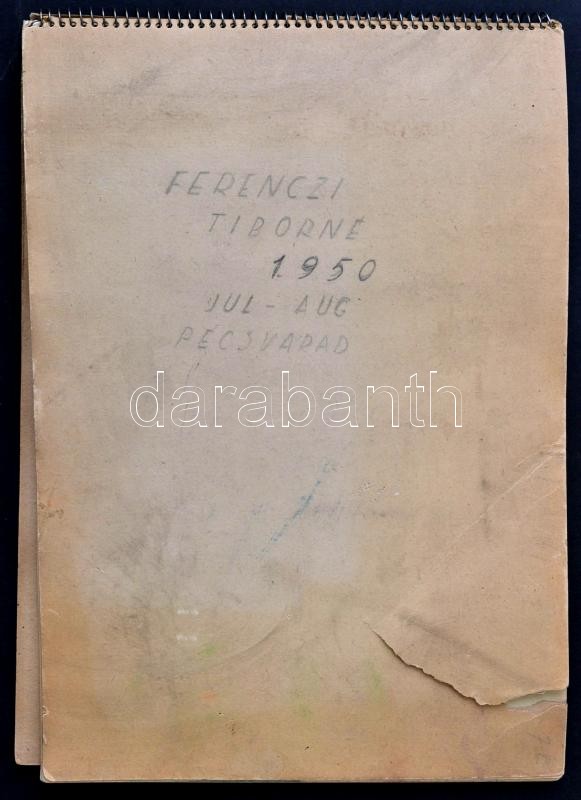 FERENCZI
TIBORNÉ
1950
JUL - AUG
PÉCSVÁRAD
darabanth